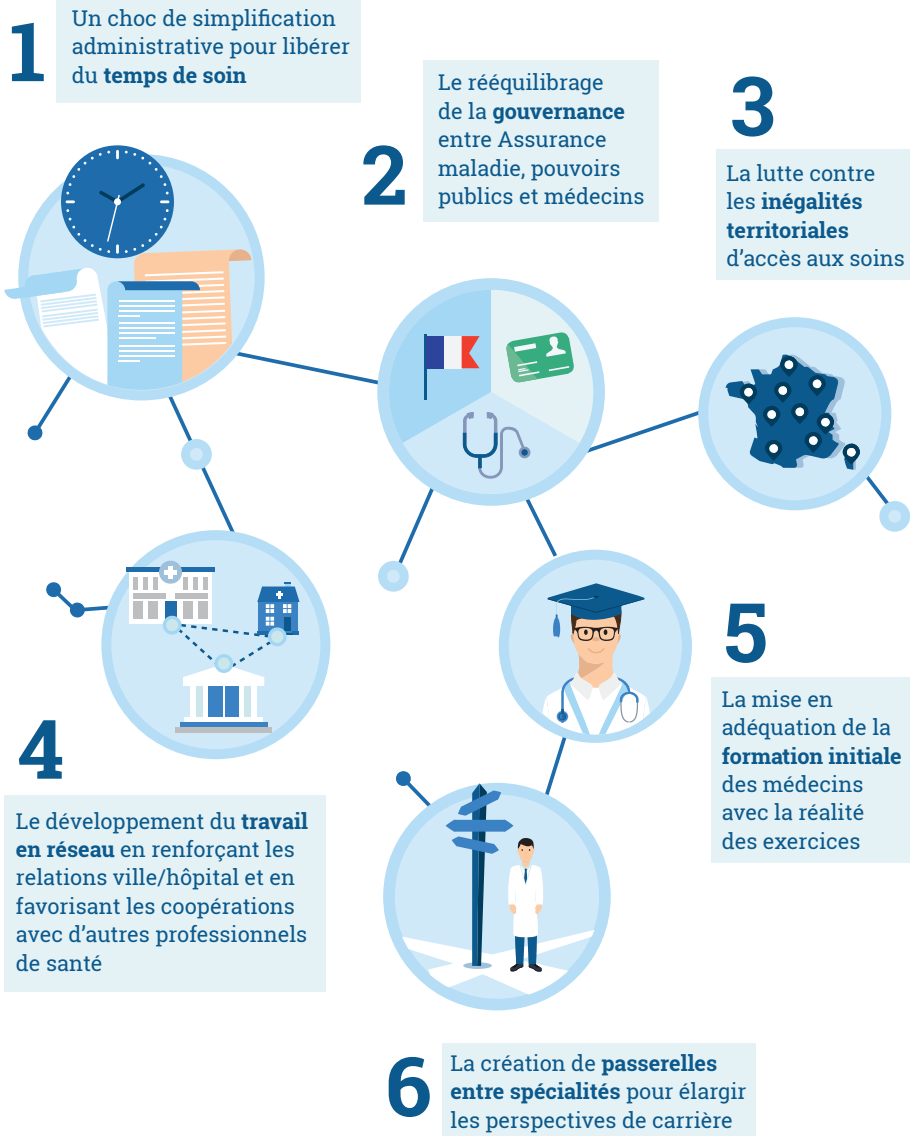 1
Un choc de simplification
administrative pour libérer
du temps de soin
2
Le rééquilibrage
de la gouvernance
entre Assurance
maladie, pouvoirs
publics et médecins
3
La lutte contre
les inégalités
territoriales
d'accès aux soins
4
Le développement du travail
en réseau en renforçant les
relations ville/hôpital et en
favorisant les coopérations
avec d'autres professionnels
de santé
5
La mise en
adéquation de la
formation initiale
des médecins
avec la réalité
des exercices
6
La création de passerelles
entre spécialités pour élargir
les perspectives de carrière